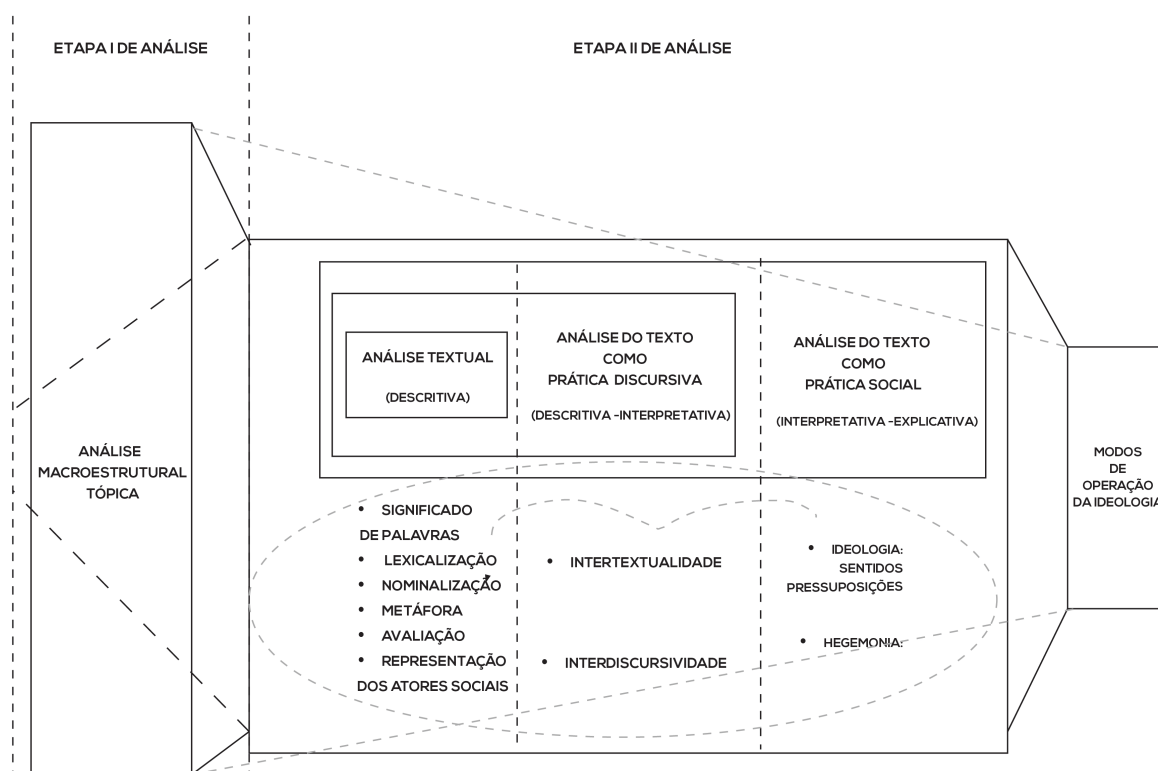 ETAPA I DE ANÁLISE
ETAPA II DE ANÁLISE
ANÁLISE
MACROESTRUTURAL
TÓPICA
ANÁLISE TEXTUAL
(DESCRITIVA)
ANÁLISE DO TEXTO
COMO
PRÁTICA DISCURSIVA
(DESCRITIVA -INTERPRETATIVA)
ANÁLISE DO TEXTO
COMO
PRÁTICA SOCIAL
(INTERPRETATIVA -EXPLICATIVA)
• SIGNIFICADO
DE PALAVRAS
• LEXICALIZAÇÃO
• NOMINALIZAÇÃO
• METÁFORA
• AVALIAÇÃO
• REPRESENTAÇÃO
DOS ATORES SOCIAIS
• INTERTEXTUALIDADE
• INTERDISCURSIVIDADE
• IDEOLOGIA:
SENTIDOS
PRESSUPOSIÇÕES
• HEGEMONIA:
MODOS
DE
OPERAÇÃO
DA IDEOLOGIA